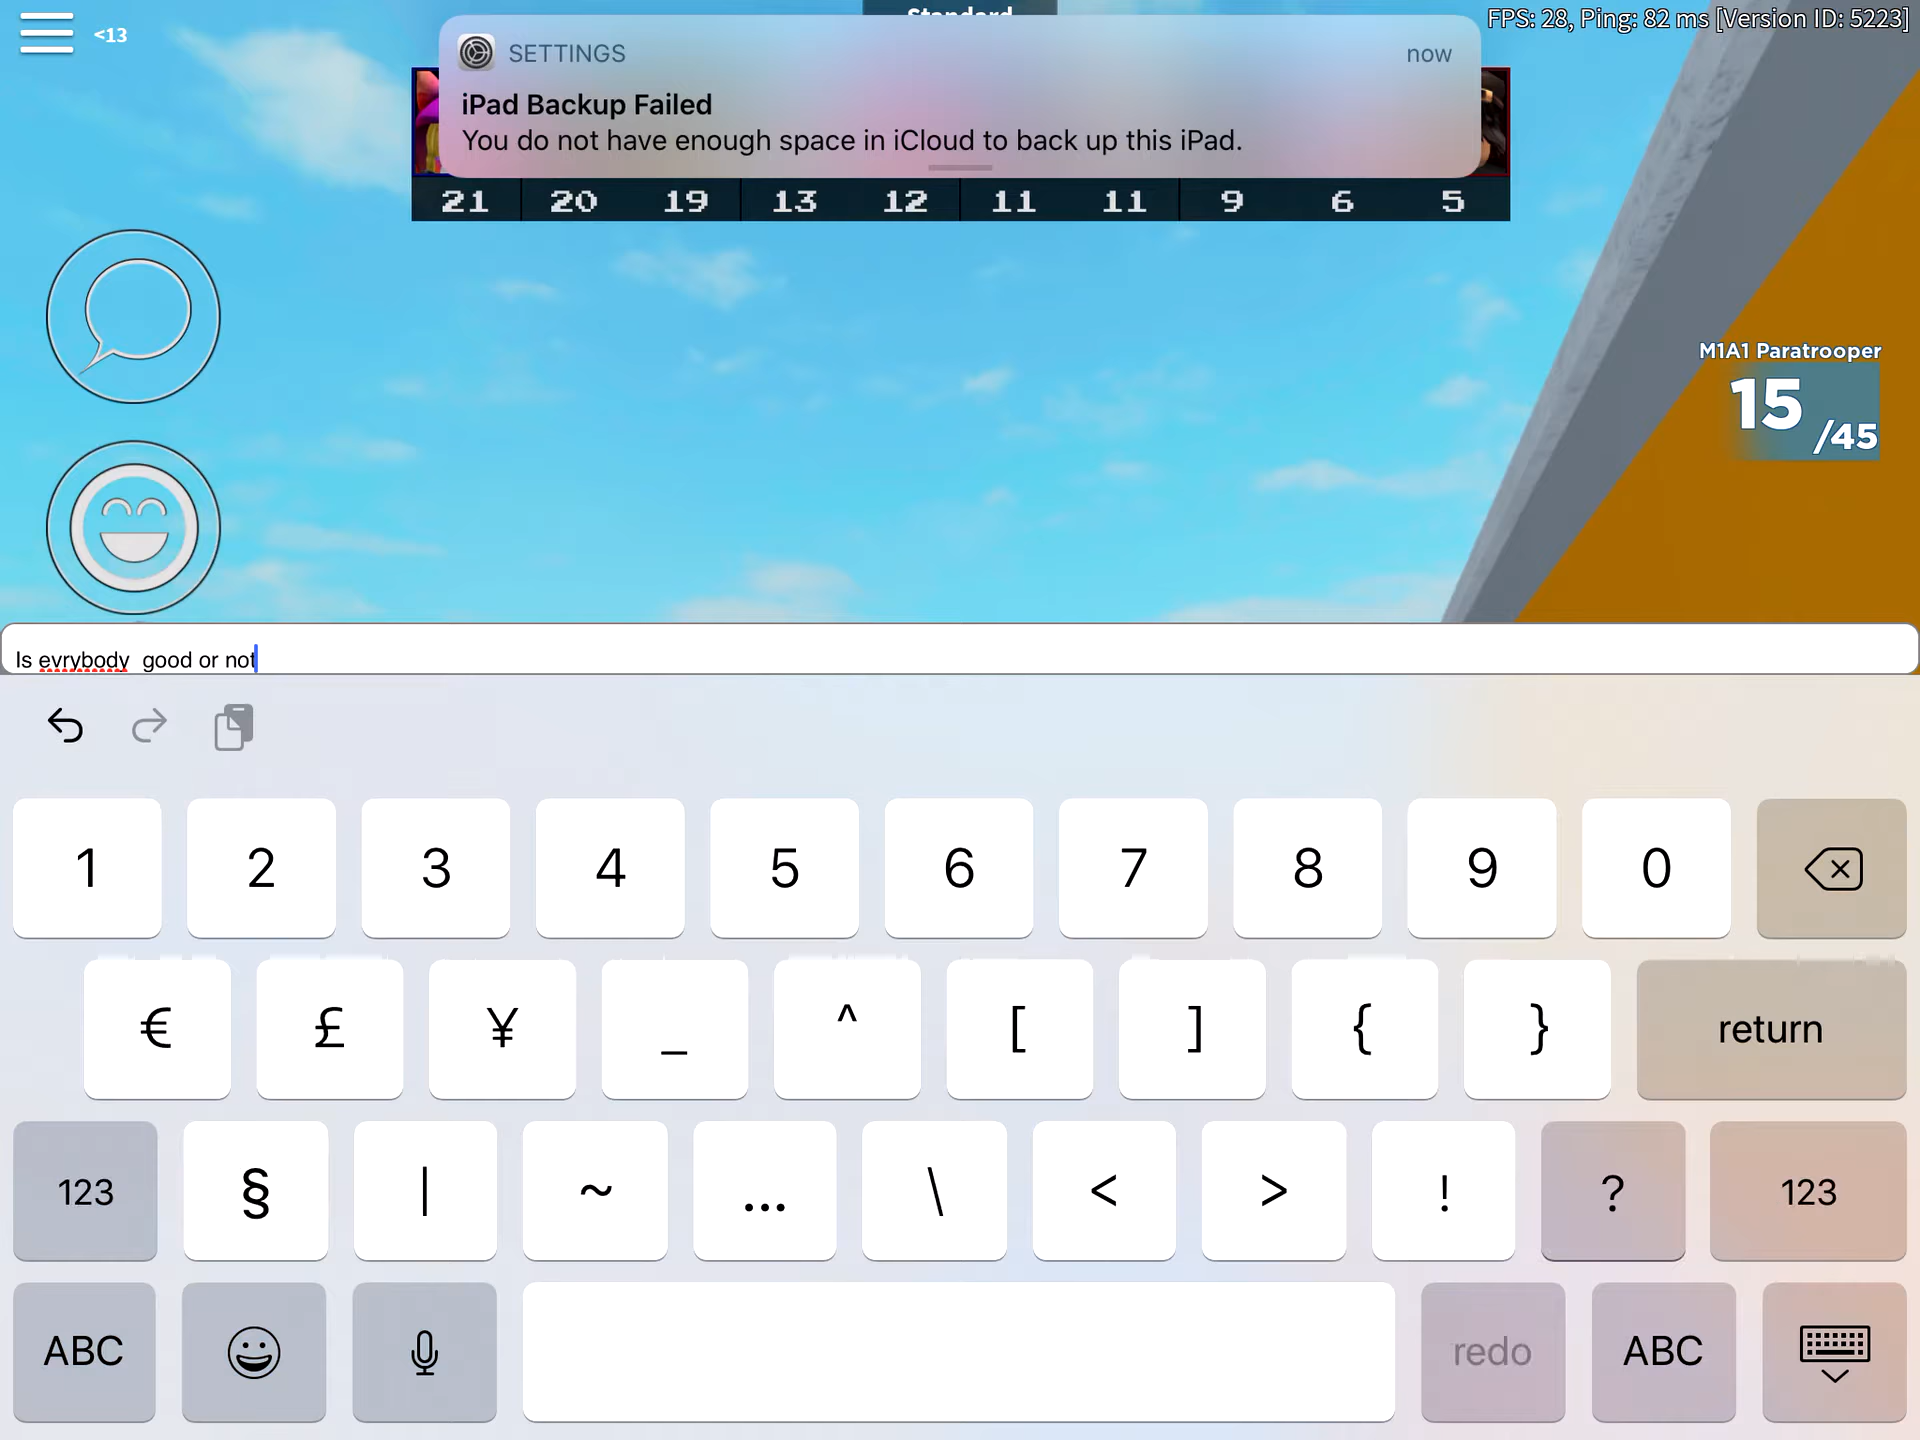 <13
Standard
FPS: 28, Ping: 82 ms [Version ID: 5223]
SETTINGS
now
iPad Backup Failed
You do not have enough space in iCloud to back up this iPad.
21 20 19 13 12 11 11 9 6 5
M1A1 Paratrooper
15 /45
Is evrybody  good or not
1 2 3 4 5 6 7 8 9 0
€ £ ¥ _ ^ [ ] { } return
123 § | ~ ... \ < > ! ? 123
ABC redo ABC